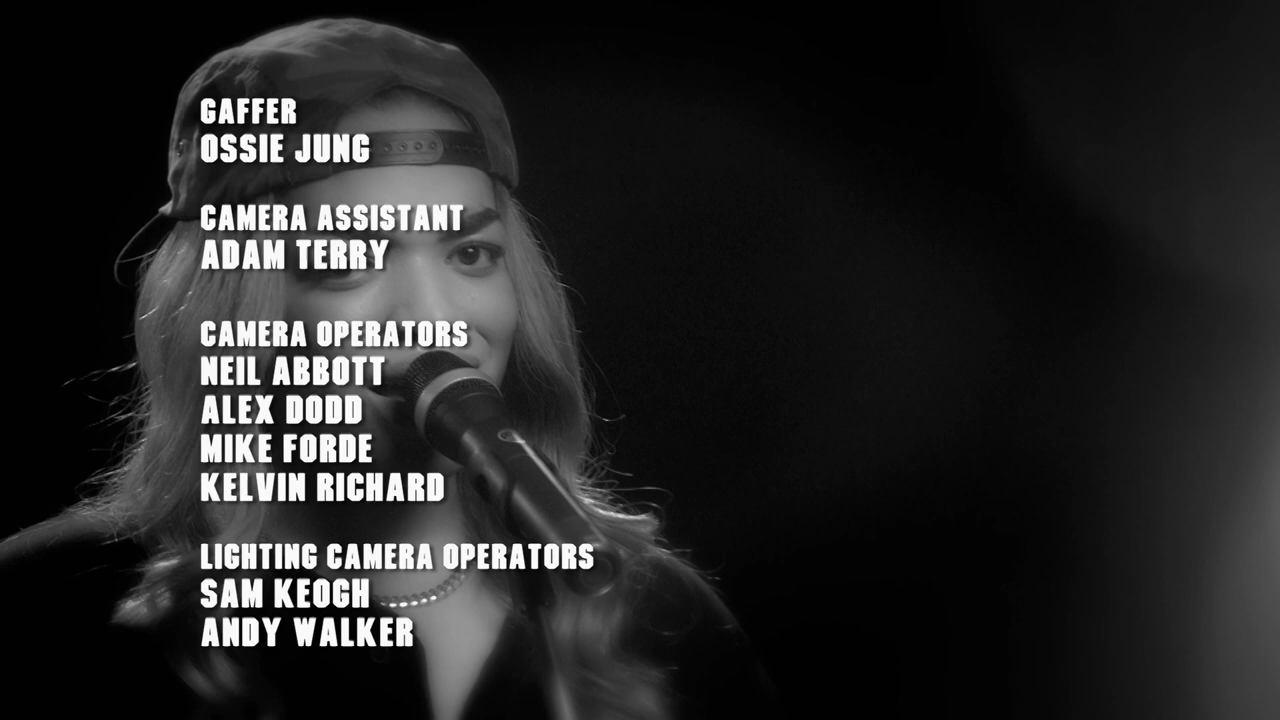 GAFFER
OSSIE JUNG
CAMERA ASSISTANT
ADAM TERRY
CAMERA OPERATORS
NEIL ABBOTT
ALEX DODD
MIKE FORDE
KELVIN RICHARD
LIGHTING CAMERA OPERATORS
SAM KEOGH
ANDY WALKER